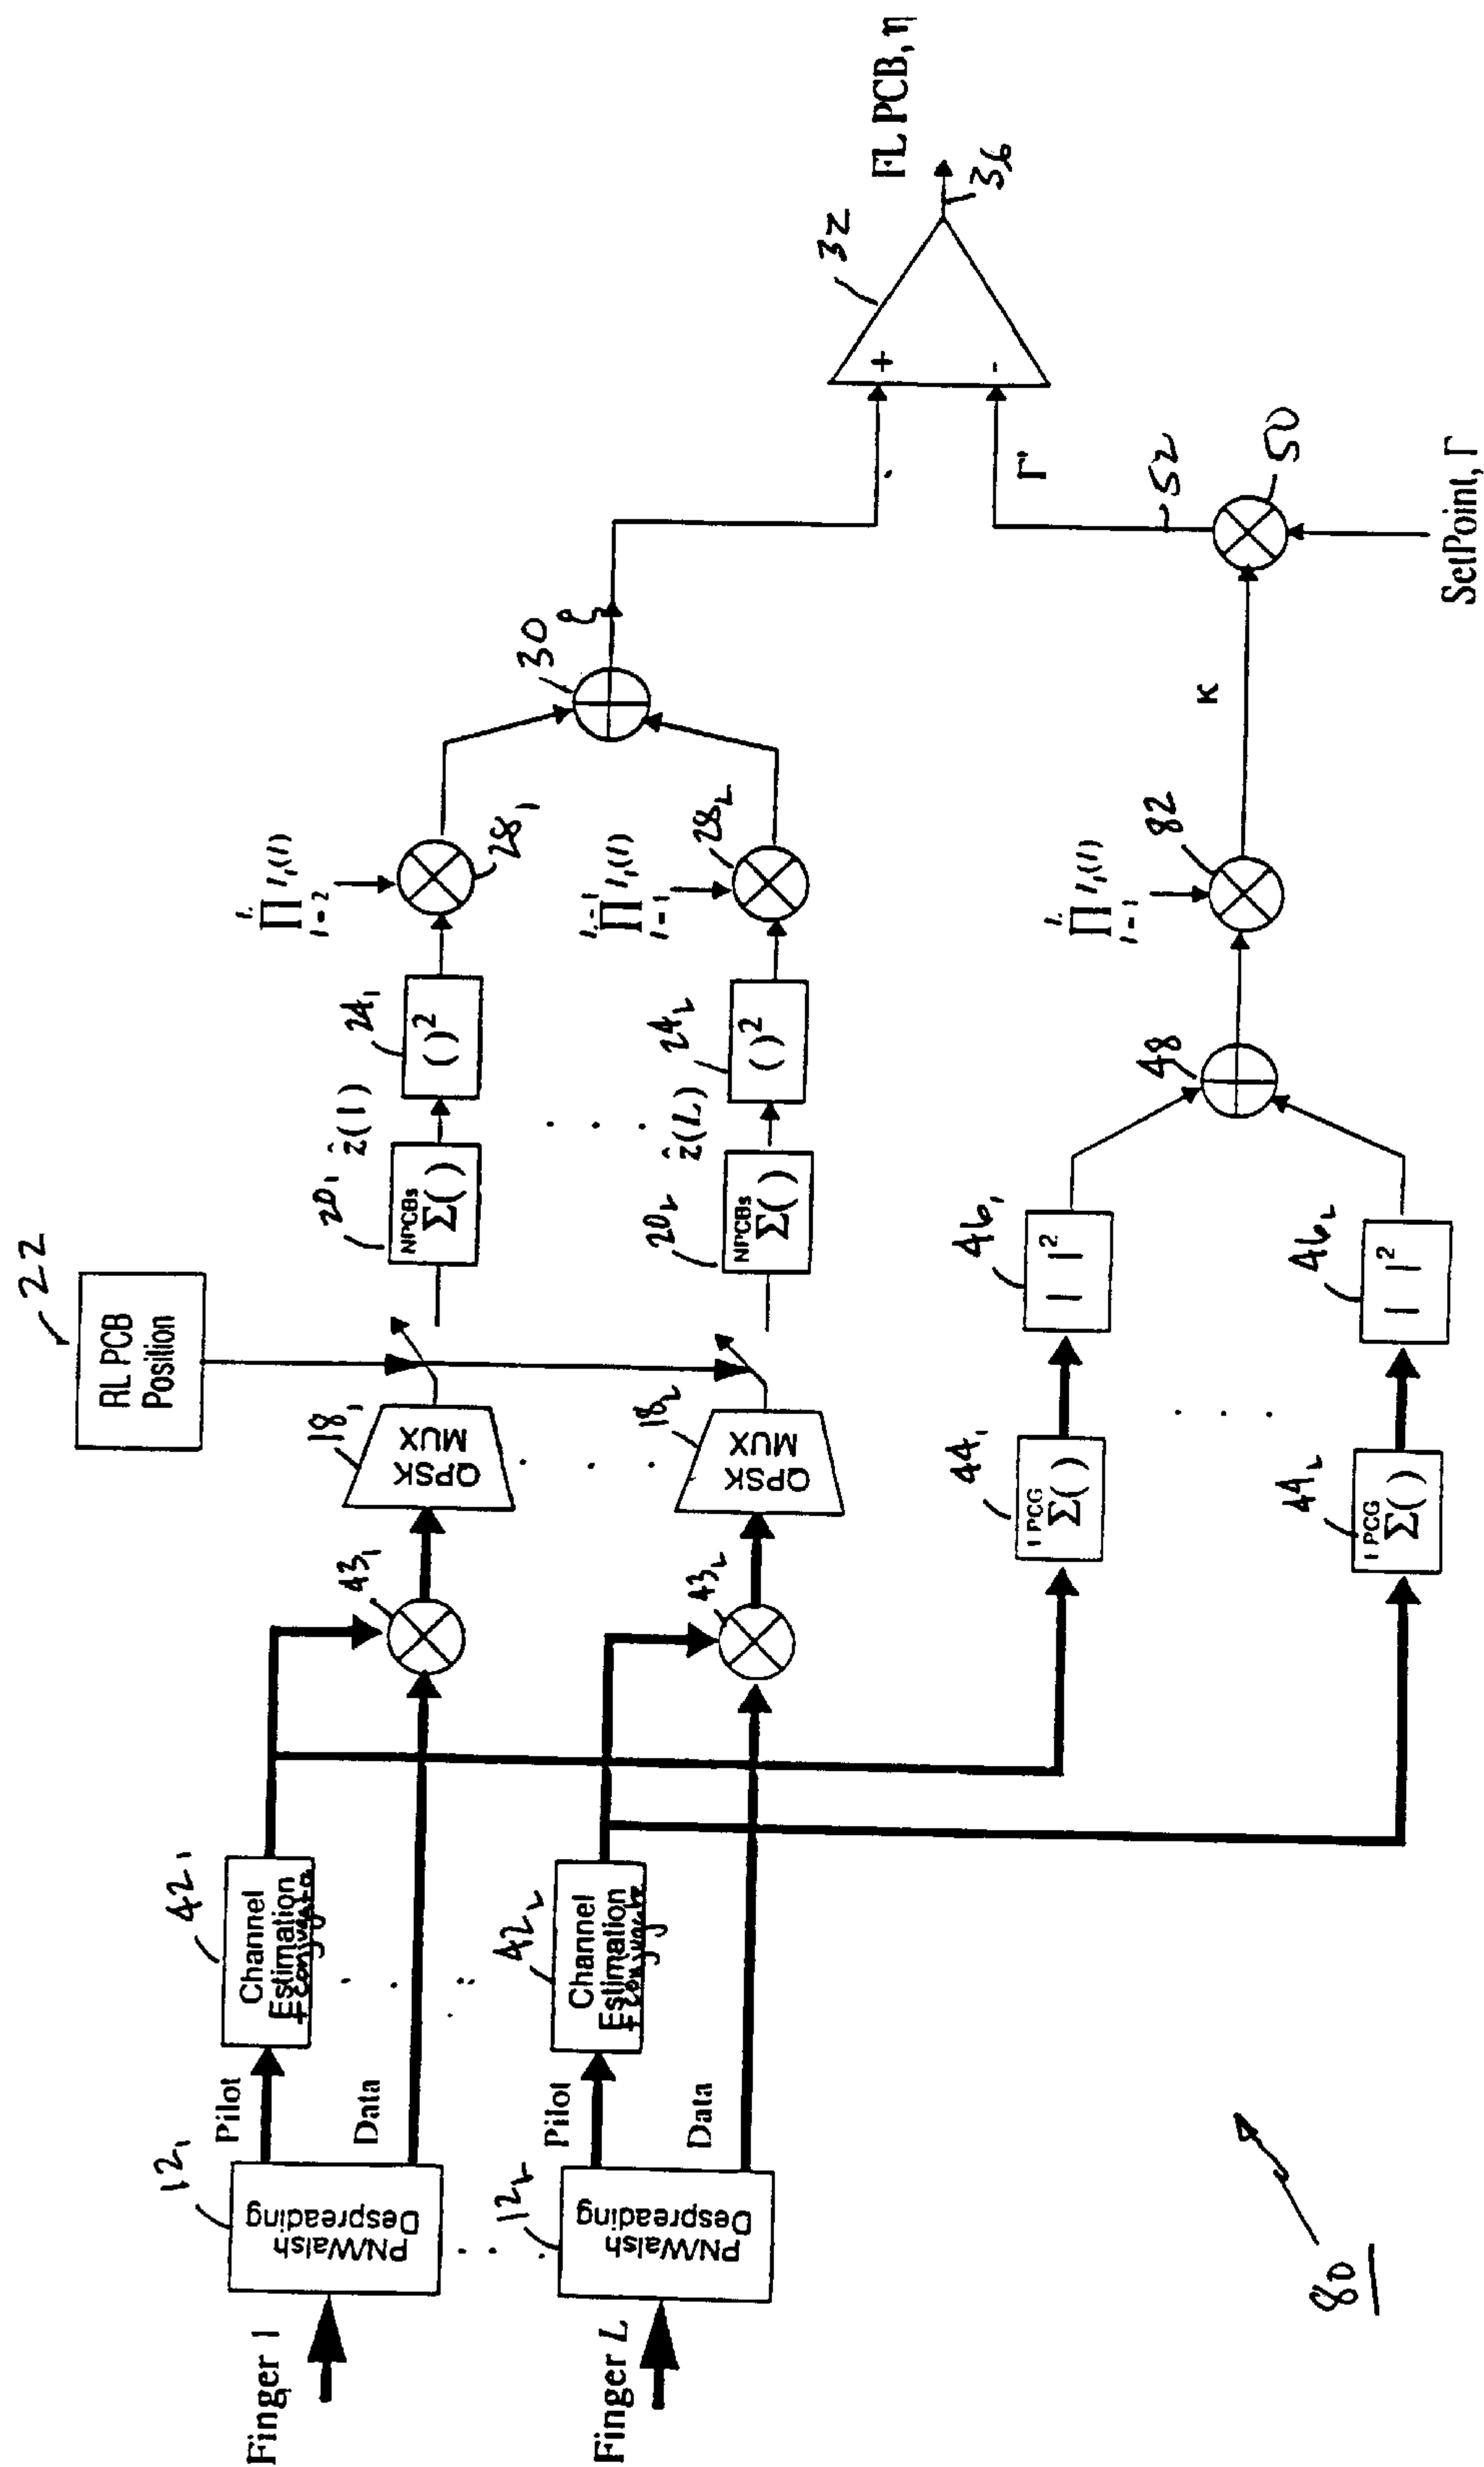 Finger 1
12₁
PN/Walsh
Despreading
Pilot
Data
42₁
Channel
Estimation
+ conjugate
43₁
18₁
QPSK
MUX
22
RL PCB
Position
20₁
NPCBs
Σ( )
ẑ(1)
24₁
( )²
28₁
30
ξ
32
+
-
FL PCB, η
36
Finger L
12L
PN/Walsh
Despreading
Pilot
Data
42L
Channel
Estimation
+ conjugate
43L
18L
QPSK
MUX
20L
NPCBs
Σ( )
ẑ(L)
24L
( )²
28L
44₁
1 PCG
Σ( )
46₁
| |²
44L
1 PCG
Σ( )
46L
| |²
48
82
κ
50
52
Γ'
SetPoint, Γ
80